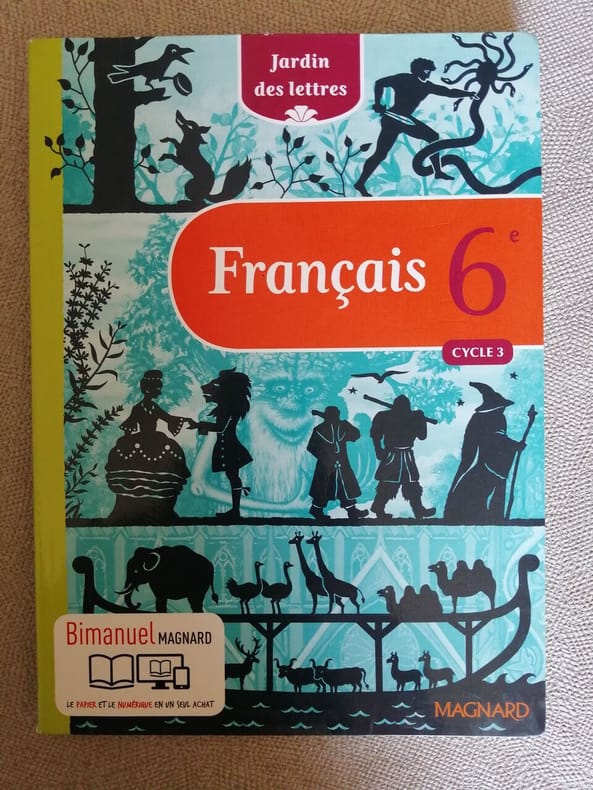 Jardin
des lettres
Français 6e
CYCLE 3
Bimanuel MAGNARD
LE PAPIER ET LE NUMÉRIQUE EN UN SEUL ACHAT
MAGNARD